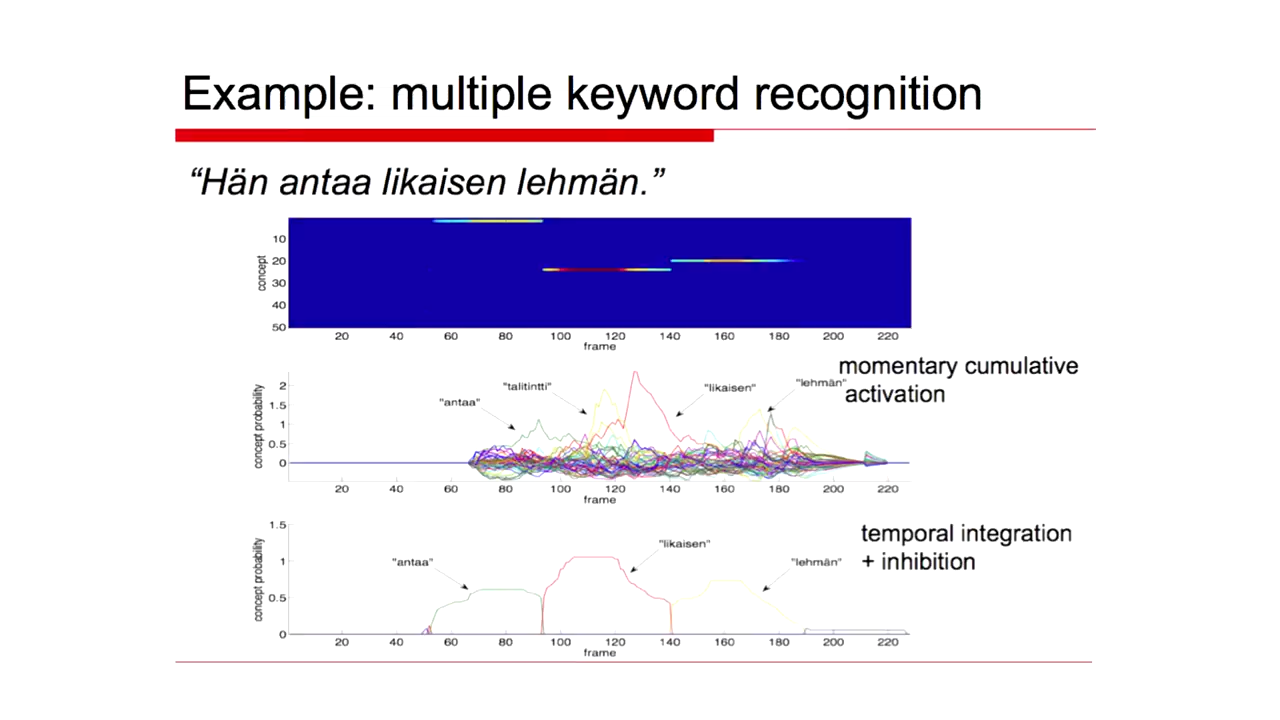 Example: multiple keyword recognition
“Hän antaa likaisen lehmän.”
10
20
30
40
50
concept
20 40 60 80 100 120 140 160 180 200 220
frame
momentary cumulative
activation
"talitintti"
"likaisen"
"lehmän"
"antaa"
2
1.5
1
0.5
0
concept probability
20 40 60 80 100 120 140 160 180 200 220
frame
temporal integration
+ inhibition
"likaisen"
"antaa"
"lehmän"
1.5
1
0.5
0
concept probability
20 40 60 80 100 120 140 160 180 200 220
frame